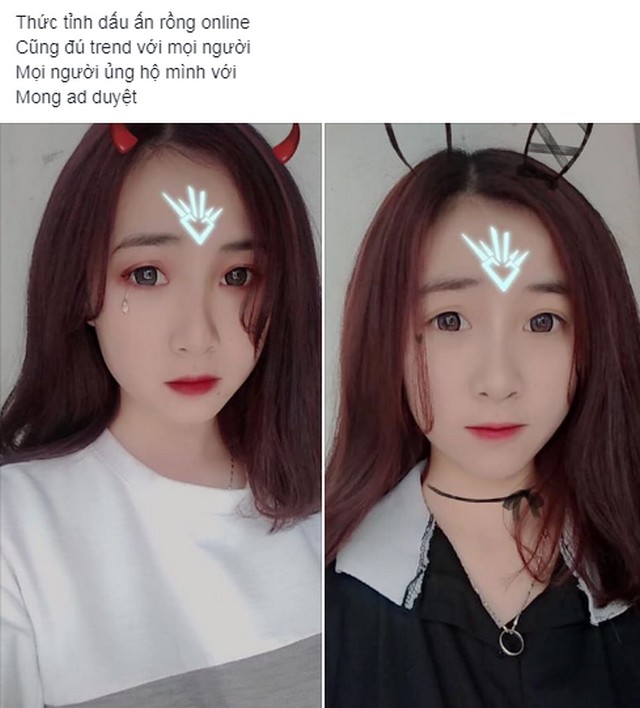 Thức tỉnh dấu ấn rồng online
Cũng đú trend với mọi người
Mọi người ủng hộ mình với
Mong ad duyệt